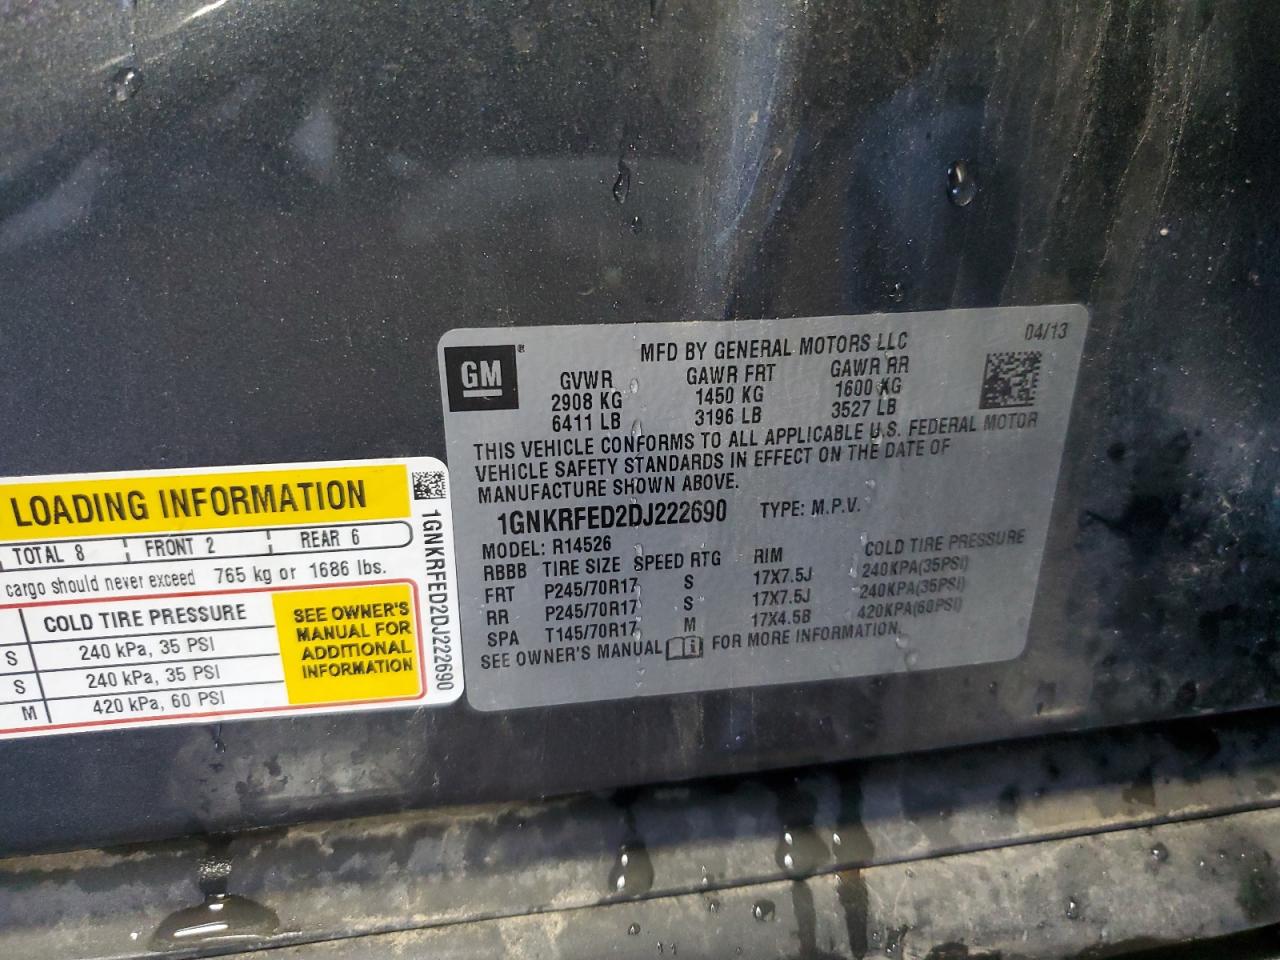 GM
®
MFD BY GENERAL MOTORS LLC
04/13
GVWR GAWR FRT GAWR RR
2908 KG 1450 KG 1600 KG
6411 LB 3196 LB 3527 LB
THIS VEHICLE CONFORMS TO ALL APPLICABLE U.S. FEDERAL MOTOR
VEHICLE SAFETY STANDARDS IN EFFECT ON THE DATE OF
MANUFACTURE SHOWN ABOVE.
1GNKRFED2DJ222690 TYPE: M.P.V.
MODEL: R14526
RBBB TIRE SIZE SPEED RTG RIM COLD TIRE PRESSURE
FRT P245/70R17 S 17X7.5J 240KPA(35PSI)
RR P245/70R17 S 17X7.5J 240KPA(35PSI)
SPA T145/70R17 M 17X4.5B 420KPA(60PSI)
SEE OWNER'S MANUAL FOR MORE INFORMATION.
LOADING INFORMATION
TOTAL 8 FRONT 2 REAR 6
cargo should never exceed 765 kg or 1686 lbs.
COLD TIRE PRESSURE
S 240 kPa, 35 PSI
S 240 kPa, 35 PSI
M 420 kPa, 60 PSI
SEE OWNER'S
MANUAL FOR
ADDITIONAL
INFORMATION
1GNKRFED2DJ222690